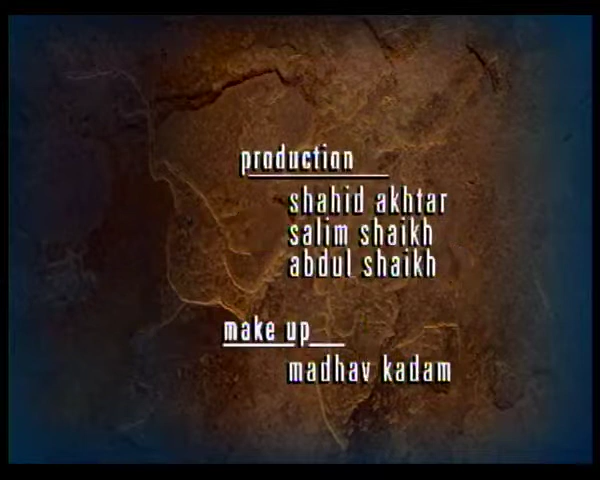 production
shahid akhtar
salim shaikh
abdul shaikh
make up
madhav kadam